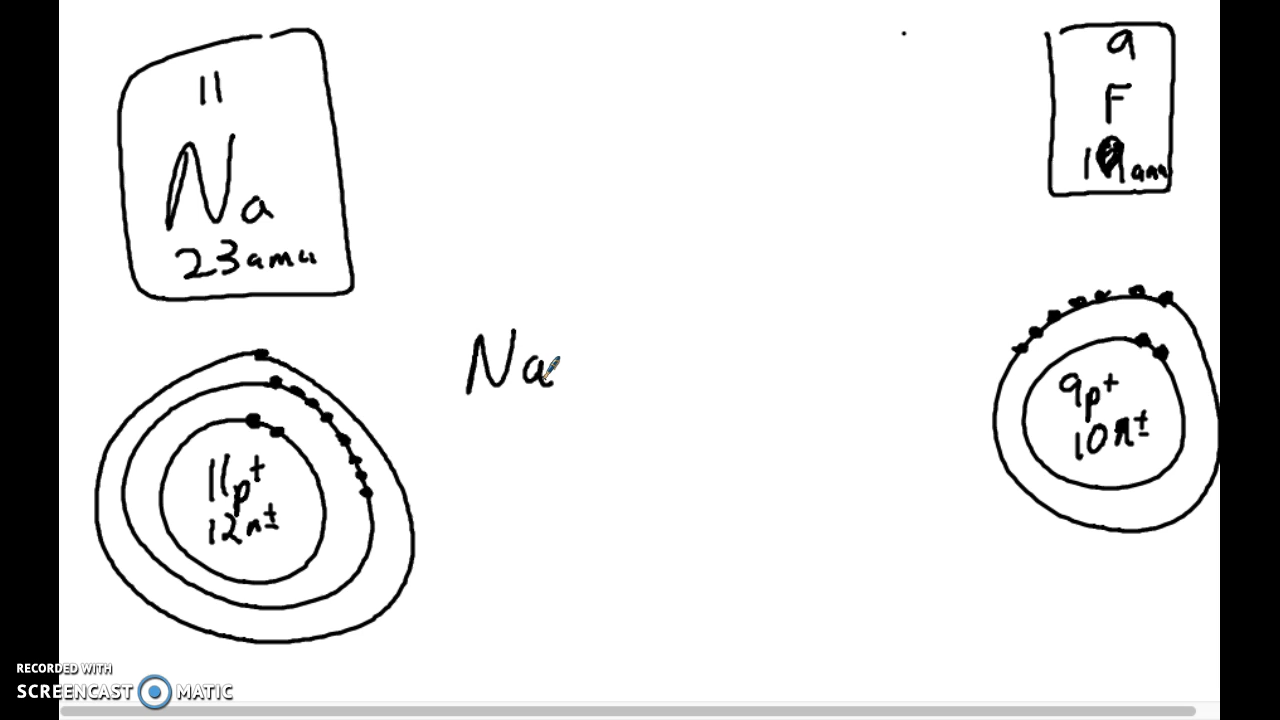 11
Na
23amu
9
F
19amu
Na
11p+
12n±
9p+
10n±
RECORDED WITH
SCREENCAST MATIC